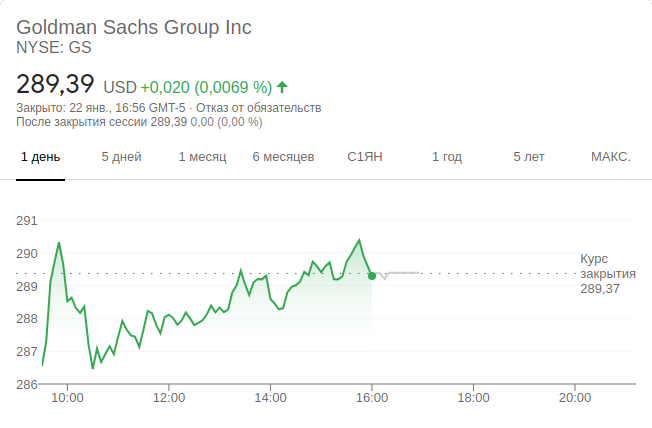 Goldman Sachs Group Inc
NYSE: GS
289,39 USD +0,020 (0,0069 %)
Закрыто: 22 янв., 16:56 GMT-5 · Отказ от обязательств
После закрытия сессии 289,39 0,00 (0,00 %)
1 день 5 дней 1 месяц 6 месяцев С1ЯН 1 год 5 лет МАКС.
291
290
289
288
287
286
Курс
закрытия
289,37
10:00 12:00 14:00 16:00 18:00 20:00